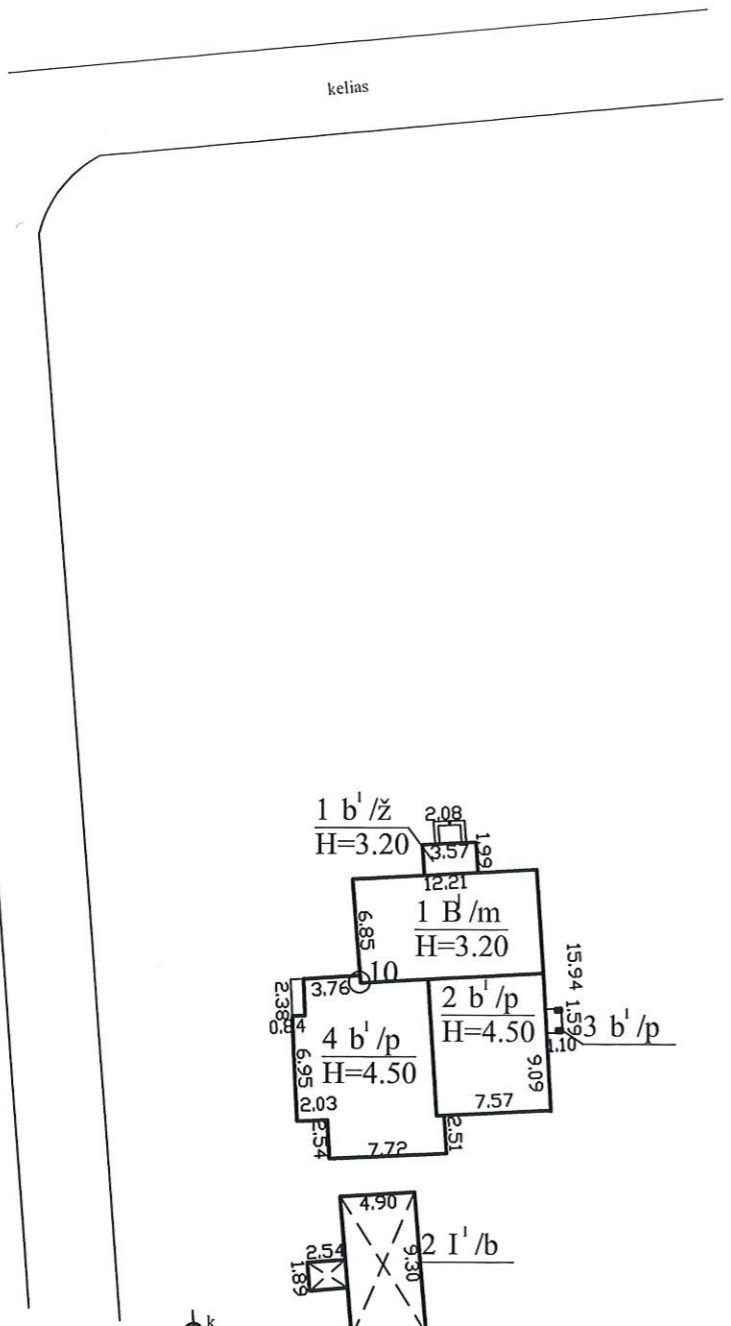 kelias
1 b¹/ž
H=3.20
2.08
1.99
3.57
12.21
6.85
1 B¹/m
H=3.20
10
3.76
2.38
0.84
4 b¹/p
H=4.50
2 b¹/p
H=4.50
15.94
1.59
3 b¹/p
1.10
9.09
6.95
2.03
2.54
7.72
7.57
2.51
4.90
9.30
2 I¹/b
2.54
1.89
k